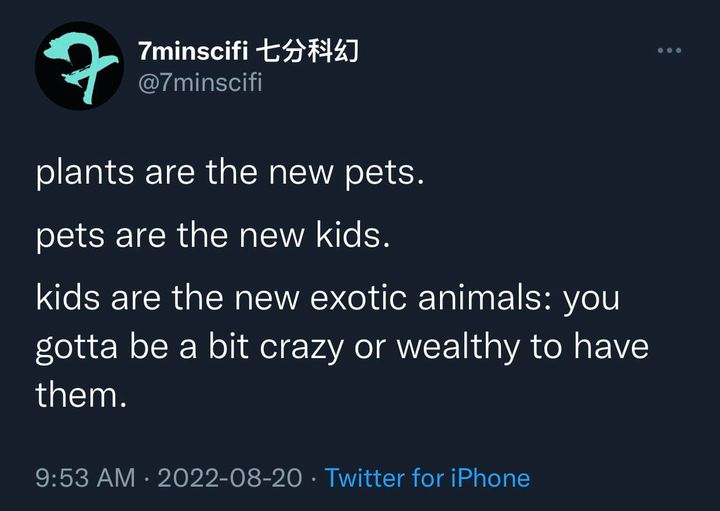 7minscifi 七分科幻
@7minscifi
plants are the new pets.
pets are the new kids.
kids are the new exotic animals: you
gotta be a bit crazy or wealthy to have
them.
9:53 AM · 2022-08-20 · Twitter for iPhone